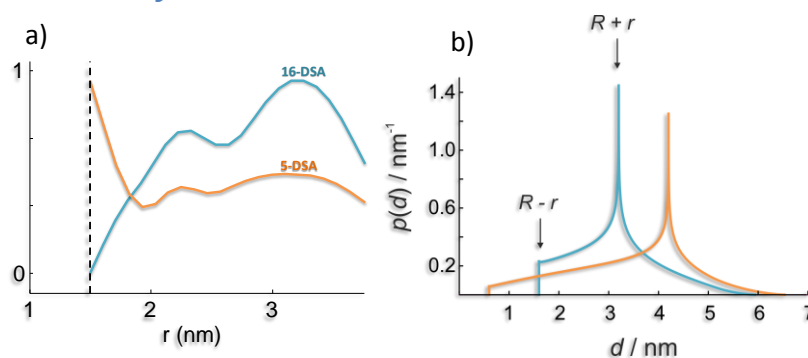 a)
1
16-DSA
5-DSA
0
1
2
3
r (nm)
b)
R + r
1.4
1.0
0.6
0.2
p(d) / nm⁻¹
R - r
1
2
3
4
5
6
7
d / nm